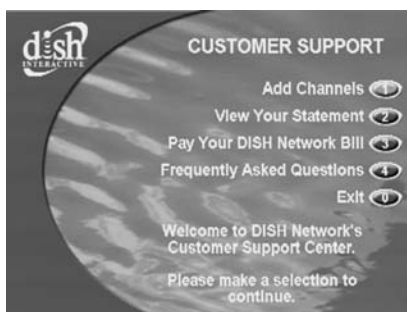 dish
INTERACTIVE
CUSTOMER SUPPORT
Add Channels 1
View Your Statement 2
Pay Your DISH Network Bill 3
Frequently Asked Questions 4
Exit 0
Welcome to DISH Network's
Customer Support Center.
Please make a selection to
continue.